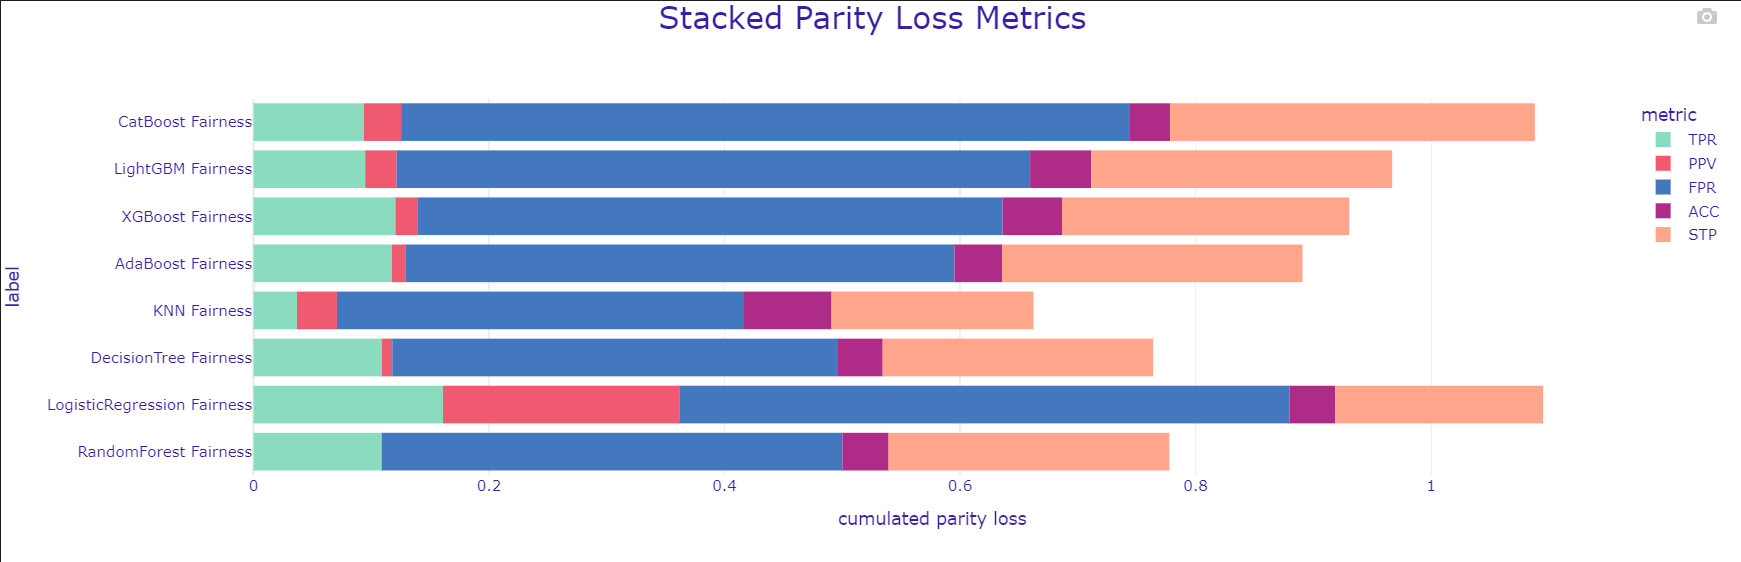 Stacked Parity Loss Metrics
metric
TPR
PPV
FPR
ACC
STP
label
CatBoost Fairness
LightGBM Fairness
XGBoost Fairness
AdaBoost Fairness
KNN Fairness
DecisionTree Fairness
LogisticRegression Fairness
RandomForest Fairness
0 0.2 0.4 0.6 0.8 1
cumulated parity loss